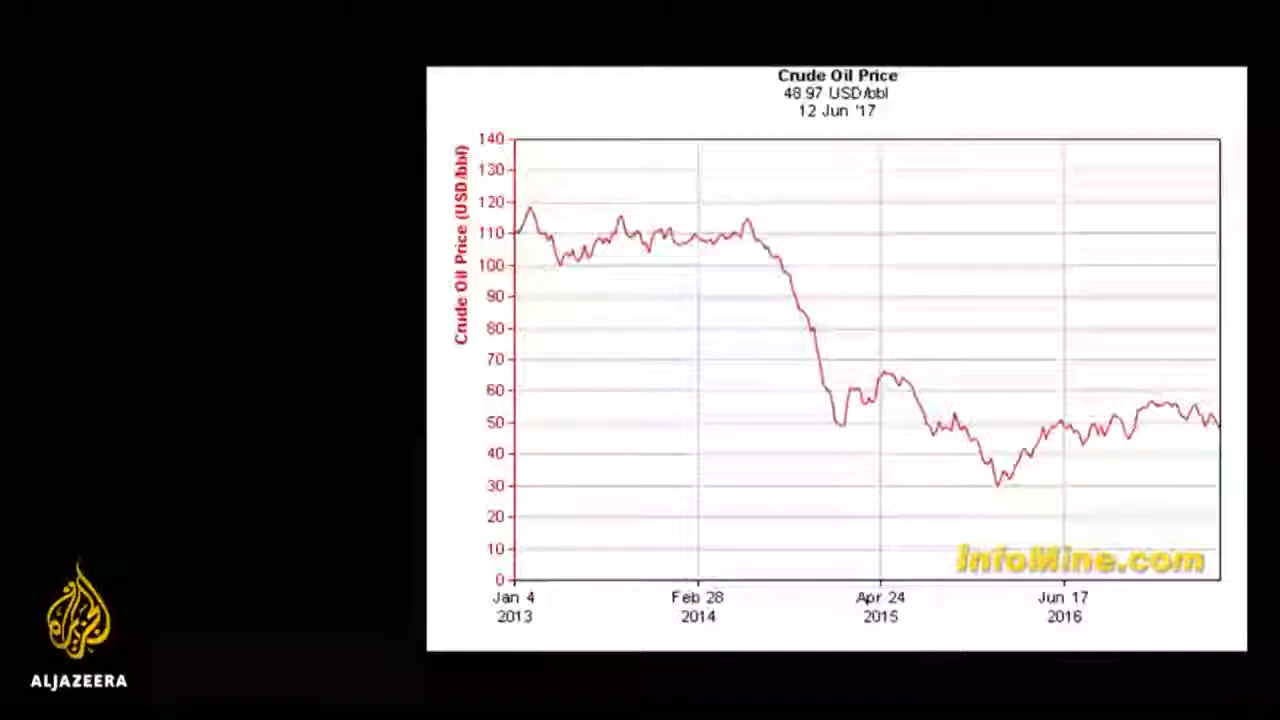 Crude Oil Price
48.97 USD/bbl
12 Jun '17
Crude Oil Price (USD/bbl)
140
130
120
110
100
90
80
70
60
50
40
30
20
10
0
Jan 4
2013
Feb 28
2014
Apr 24
2015
Jun 17
2016
InfoMine.com
ALJAZEERA